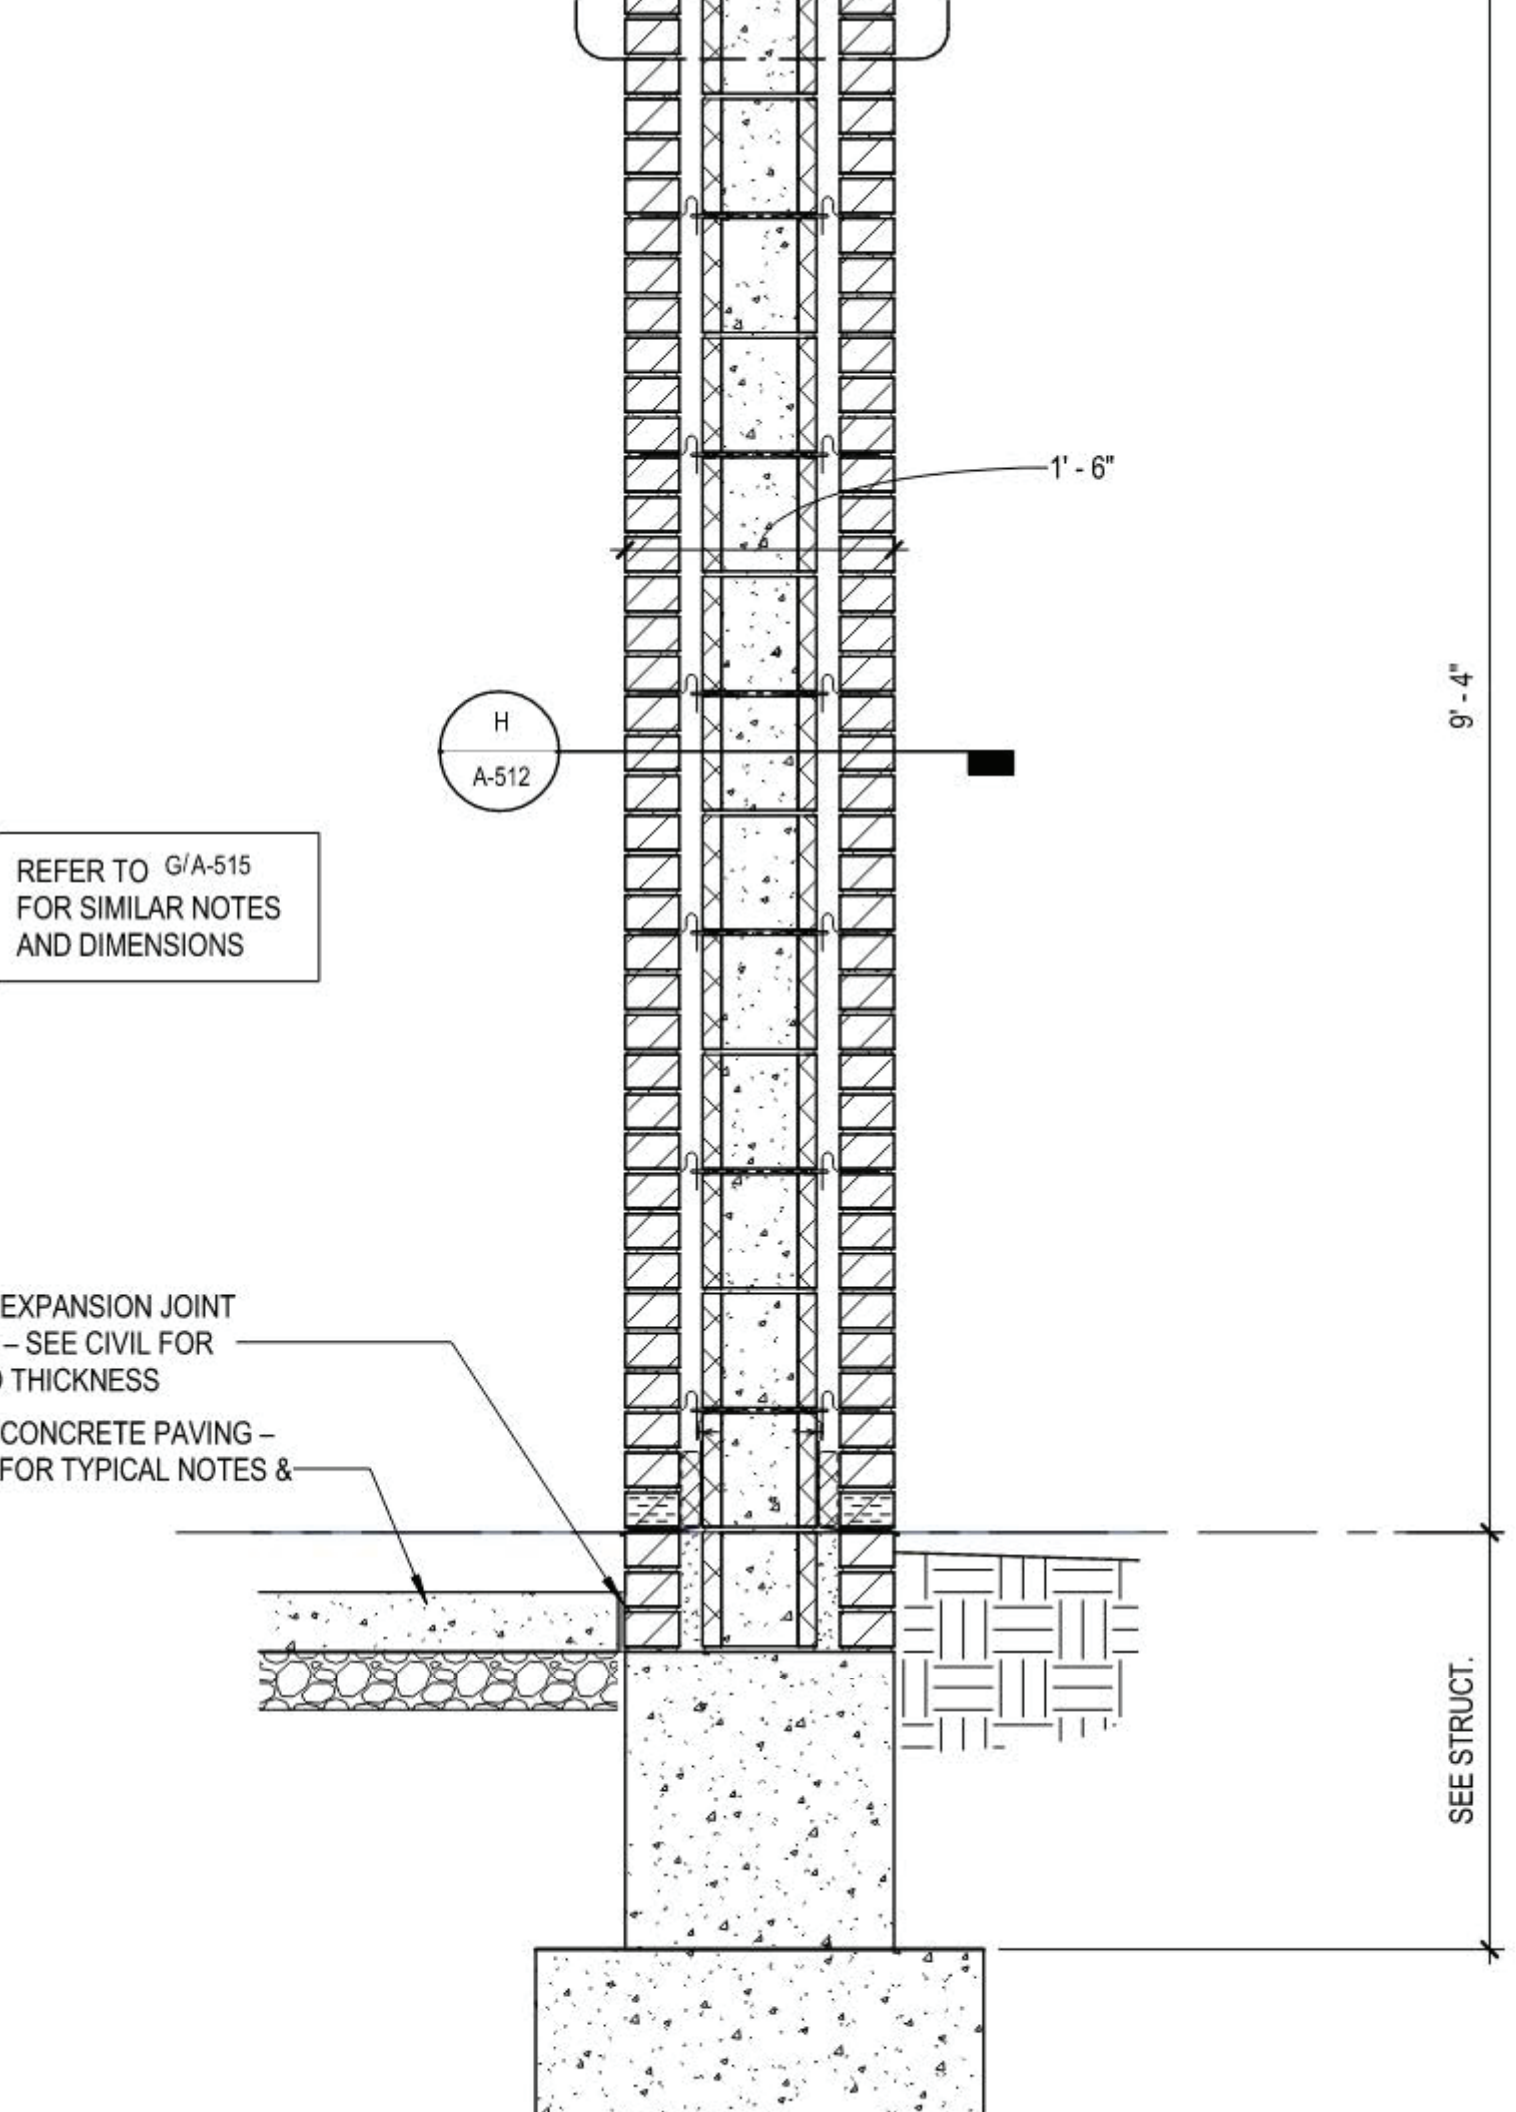 1' - 6"
9' - 4"
H
A-512
REFER TO G/A-515
FOR SIMILAR NOTES
AND DIMENSIONS
EXPANSION JOINT
– SEE CIVIL FOR
THICKNESS
CONCRETE PAVING –
FOR TYPICAL NOTES &
SEE STRUCT.